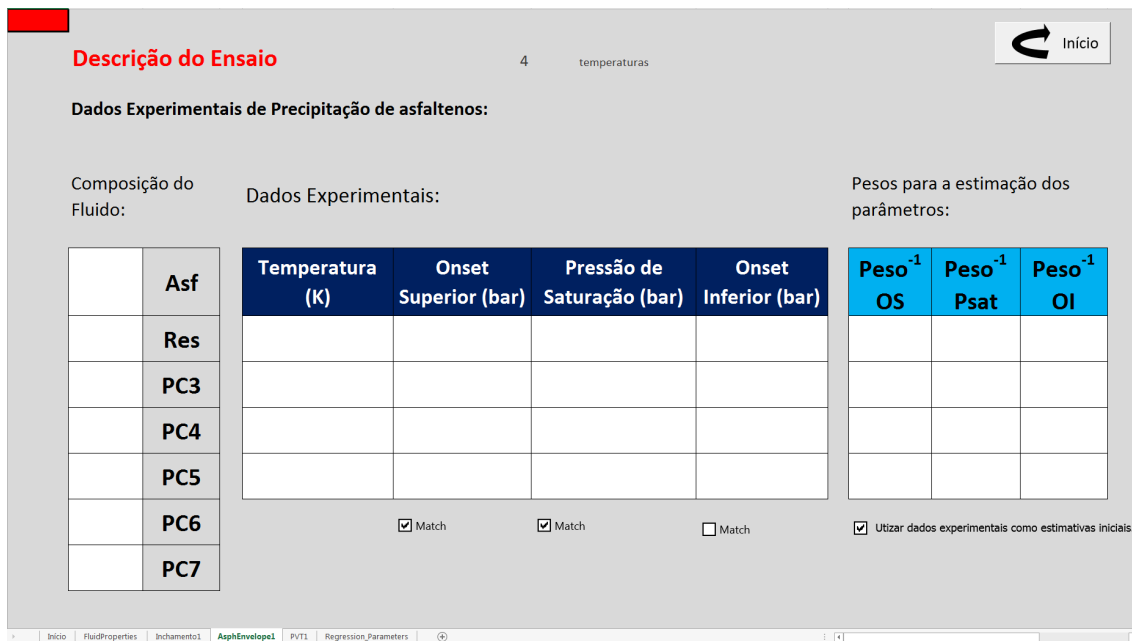 Início
Descrição do Ensaio
4 temperaturas
Dados Experimentais de Precipitação de asfaltenos:
Composição do
Fluido:
Dados Experimentais:
Pesos para a estimação dos
parâmetros:
Asf
Res
PC3
PC4
PC5
PC6
PC7
Temperatura
(K)
Onset
Superior (bar)
Pressão de
Saturação (bar)
Onset
Inferior (bar)
Peso-1
OS
Peso-1
Psat
Peso-1
OI
Match
Match
Match
Utizar dados experimentais como estimativas iniciais
Início FluidProperties Inchamento1 AsphEnvelope1 PVT1 Regression_Parameters